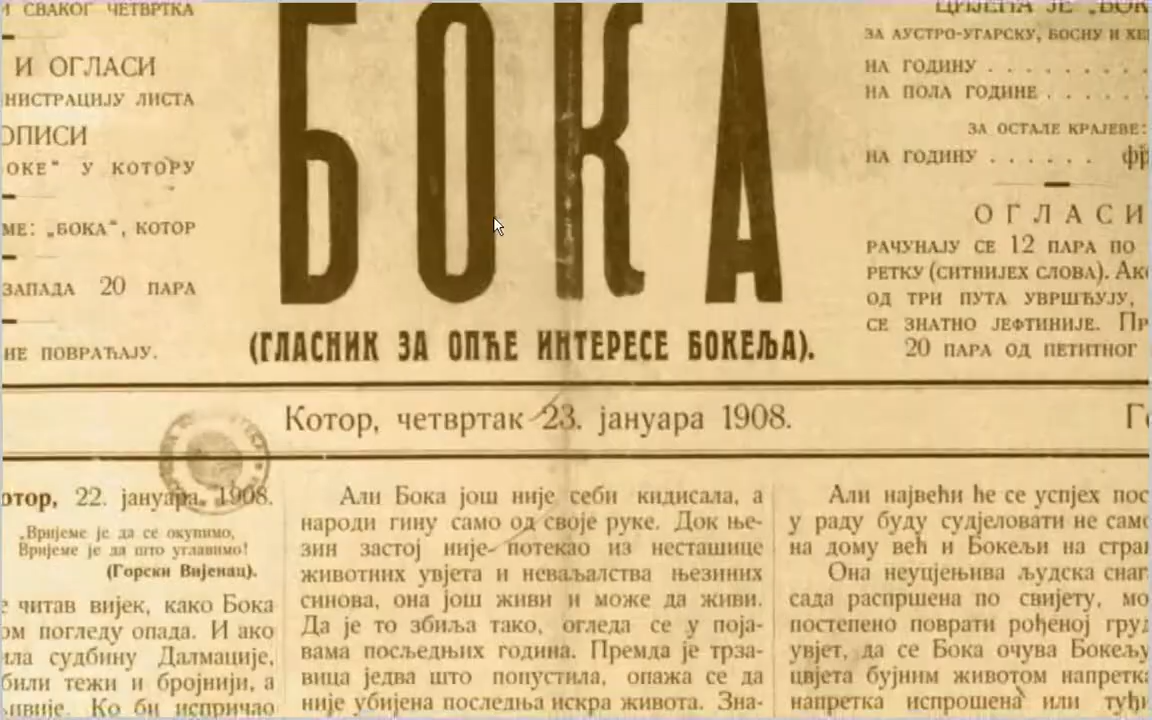 СВАКОГ ЧЕТВРТКА
И ОГЛАСИ
НИСТРАЦИЈУ ЛИСТА
ОПИСИ
ОКЕ" У КОТОРУ
МЕ: „БОКА", КОТОР
ЗАПАДА 20 ПАРА
НЕ ПОВРАЋАЈУ.
БОКА
(ГЛАСНИК ЗА ОПЋЕ ИНТЕРЕСЕ БОКЕЉА).
ЦИЈЕНА ЈЕ „БОК
ЗА АУСТРО-УГАРСКУ, БОСНУ И ХЕ
НА ГОДИНУ . . . . . . . .
НА ПОЛА ГОДИНЕ . . . . .
ЗА ОСТАЛЕ КРАЈЕВЕ:
НА ГОДИНУ . . . . . . фр
ОГЛАСИ
РАЧУНАЈУ СЕ 12 ПАРА ПО
РЕТКУ (СИТНИЈЕХ СЛОВА). АК
ОД ТРИ ПУТА УВРШЋУЈУ,
СЕ ЗНАТНО ЈЕФТИНИЈЕ. ПР
20 ПАРА ОД ПЕТИТНОГ
Котор, четвртак 23. јануара 1908.
Г
отор, 22. јануара. 1908.
„Вријеме је да се окупимо,
Вријеме је да што углавимо!
(Горски Вијенац).
е читав вијек, како Бока
ом погледу опада. И ако
ила судбину Далмације,
били тежи и бројнији, а
Ко би испричао
Али Бока још није себи кидисала, а
народи гину само од своје руке. Док ње-
зин застој није потекао из несташице
животних увјета и неваљалства њезиних
синова, она још живи и може да живи.
Да је то збиља тако, огледа се у поја-
вама посљедњих година. Премда је трза-
вица једва што попустила, опажа се да
није убијена последња искра живота. Зна-
Али највећи ће се успјех пос
у раду буду судјеловати не сам
на дому већ и Бокељи на стра
Она неуцјењива људска снаг
сада распршена по свијету, мо
постепено поврати рођеној груд
увјет, да се Бока очува Бокељу
цвјета бујним животом напретк
напретка испрошена или туђ